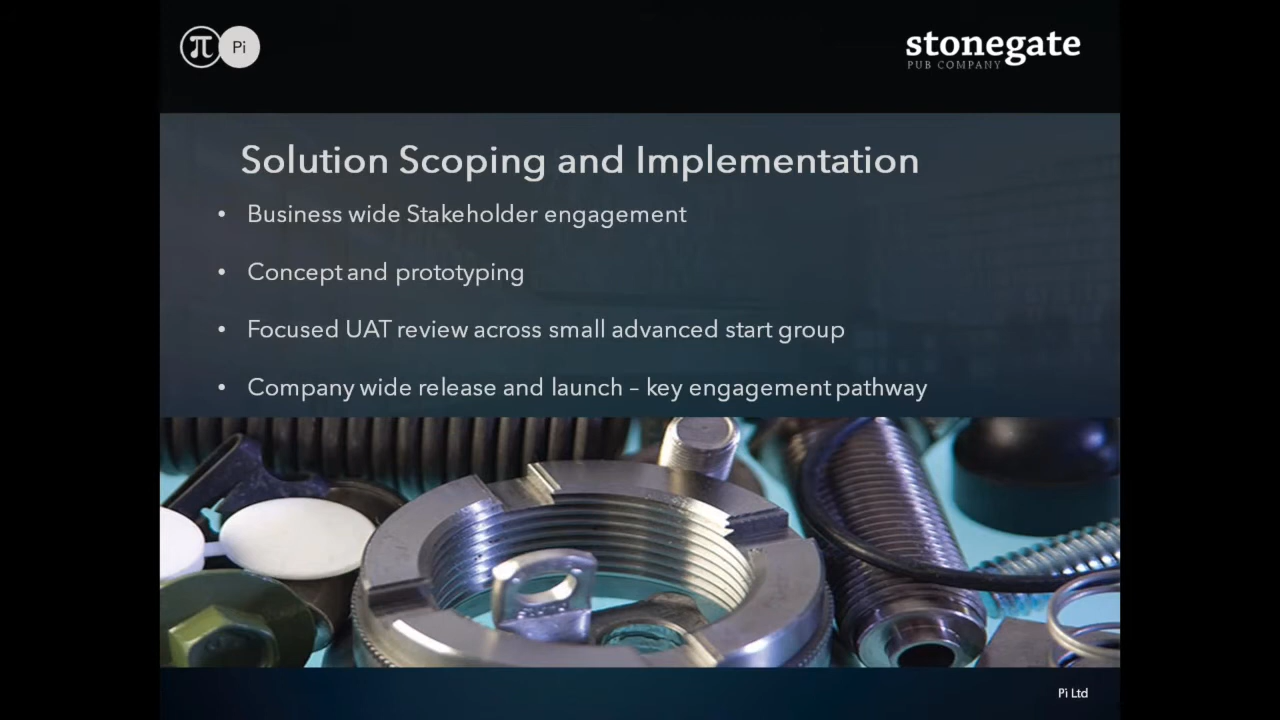 π Pi
stonegate
PUB COMPANY
Solution Scoping and Implementation
• Business wide Stakeholder engagement
• Concept and prototyping
• Focused UAT review across small advanced start group
• Company wide release and launch – key engagement pathway
Pi Ltd